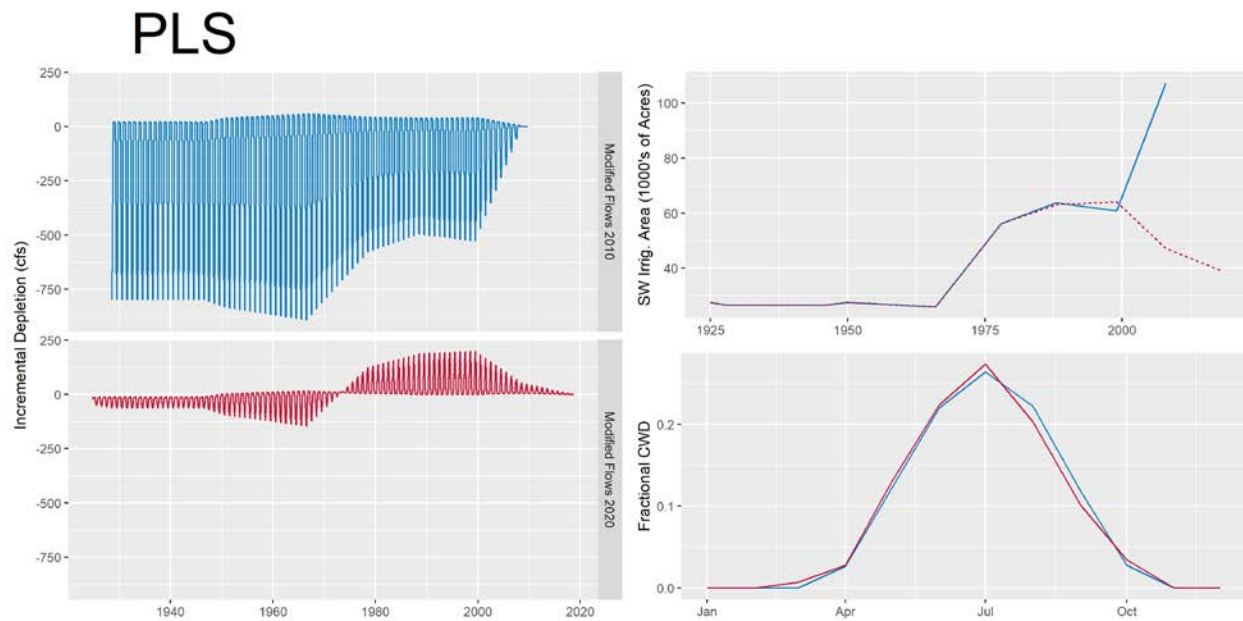 PLS
Incremental Depletion (cfs)
250
0
-250
-500
-750
Modified Flows 2010
250
0
-250
-500
-750
Modified Flows 2020
1940 1960 1980 2000 2020
SW Irrig. Area (1000's of Acres)
100
80
60
40
1925 1950 1975 2000
Fractional CWD
0.2
0.1
0.0
Jan Apr Jul Oct